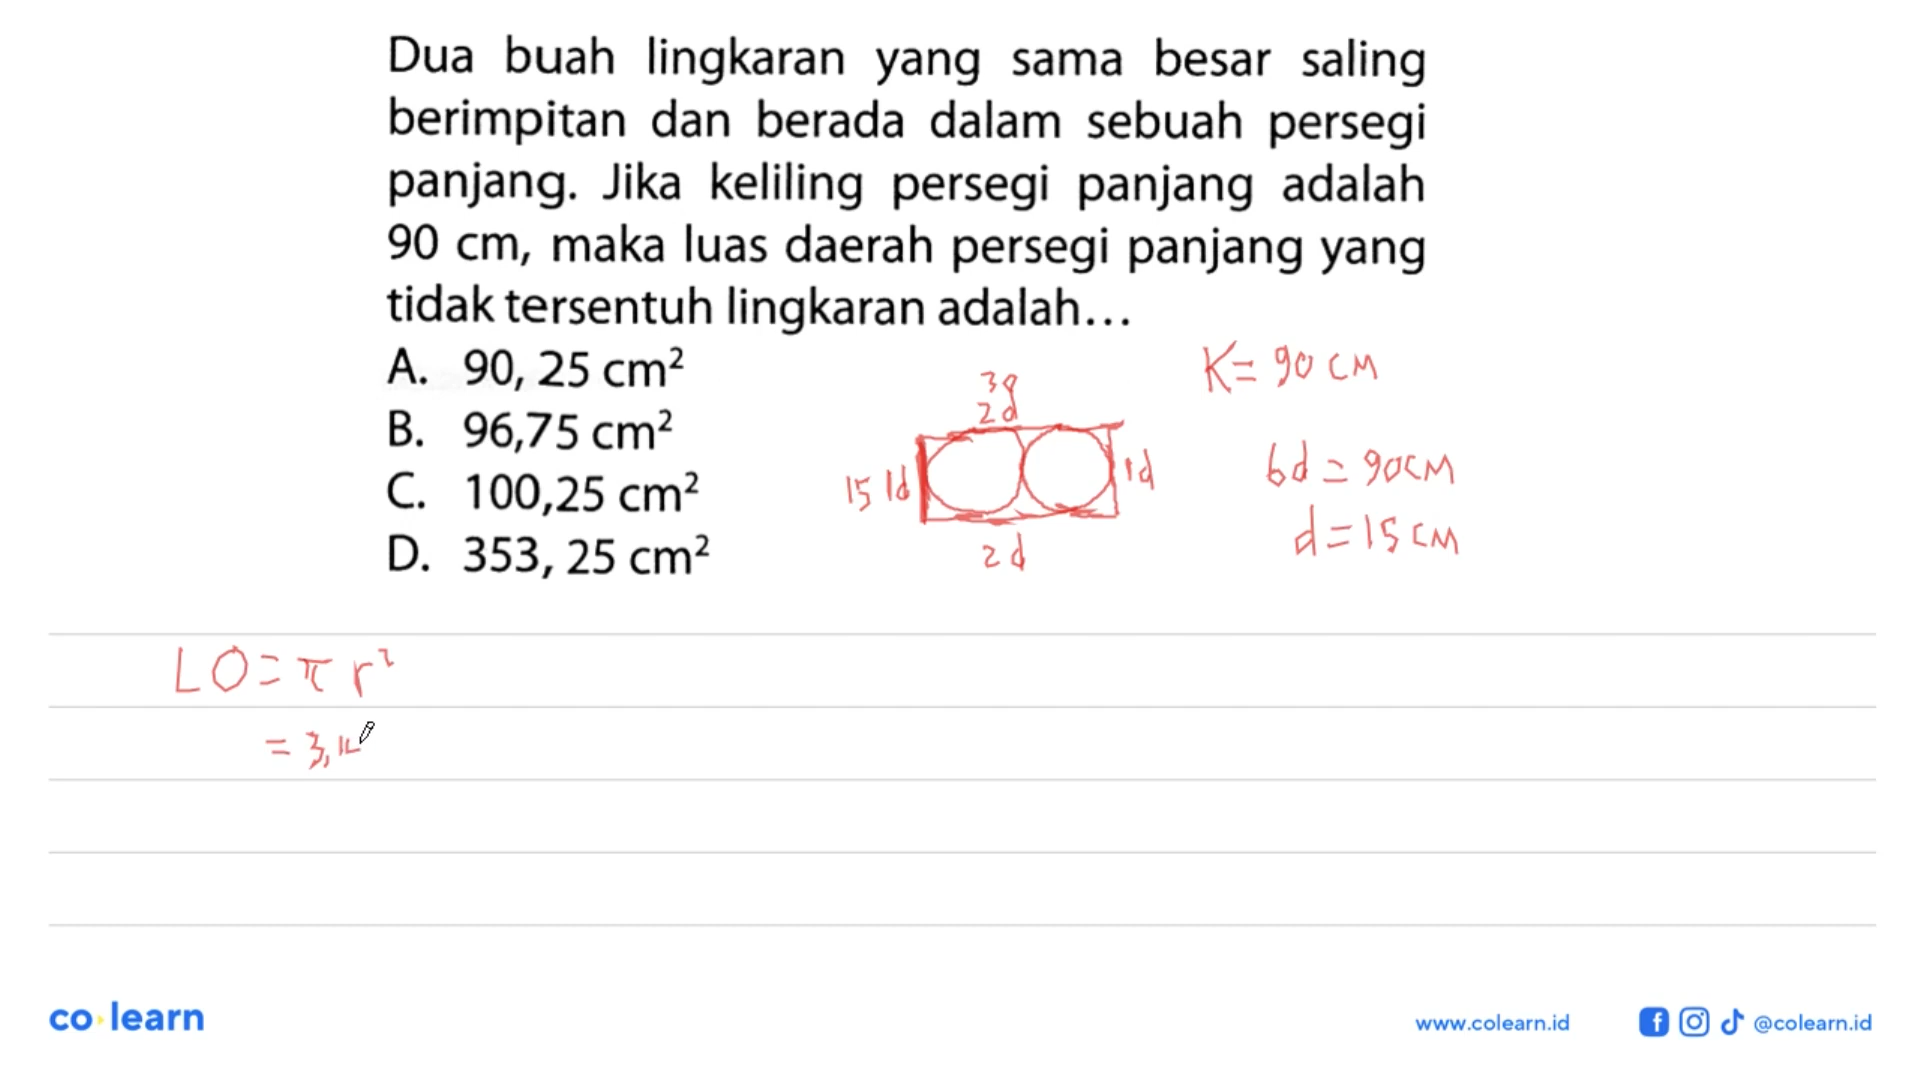 Dua buah lingkaran yang sama besar saling
berimpitan dan berada dalam sebuah persegi
panjang. Jika keliling persegi panjang adalah
90 cm, maka luas daerah persegi panjang yang
tidak tersentuh lingkaran adalah...
A. 90, 25 cm²
B. 96,75 cm²
C. 100,25 cm²
D. 353, 25 cm²
K = 90 CM
2d
15 1d
1d
2d
6d = 90CM
d = 15 CM
LO = π r²
= 3,14
co learn
www.colearn.id
@colearn.id